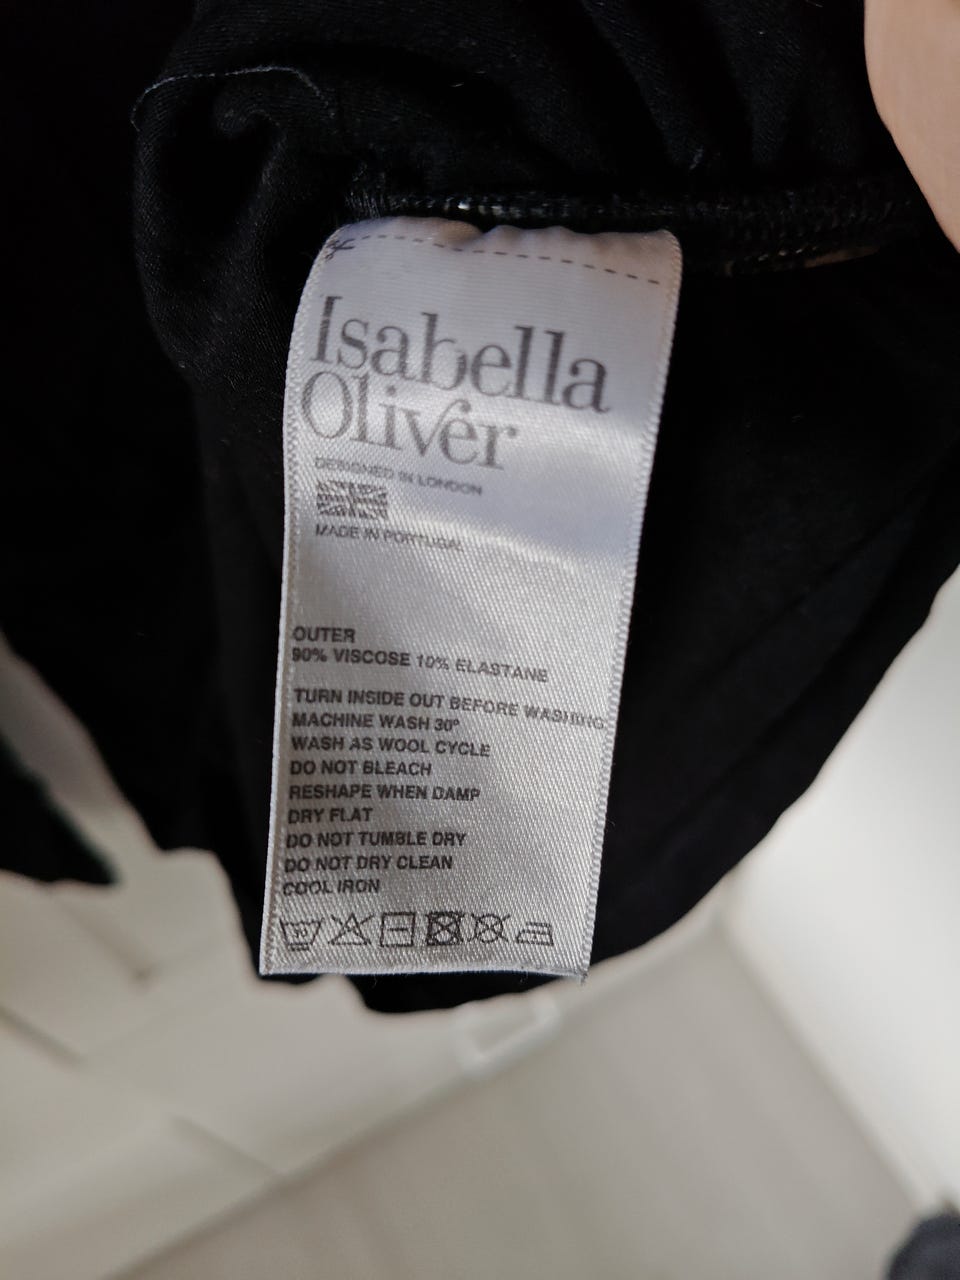 Isabella
Oliver
DESIGNED IN LONDON
MADE IN PORTUGAL
OUTER
90% VISCOSE 10% ELASTANE
TURN INSIDE OUT BEFORE WASHING
MACHINE WASH 30°
WASH AS WOOL CYCLE
DO NOT BLEACH
RESHAPE WHEN DAMP
DRY FLAT
DO NOT TUMBLE DRY
DO NOT DRY CLEAN
COOL IRON
30